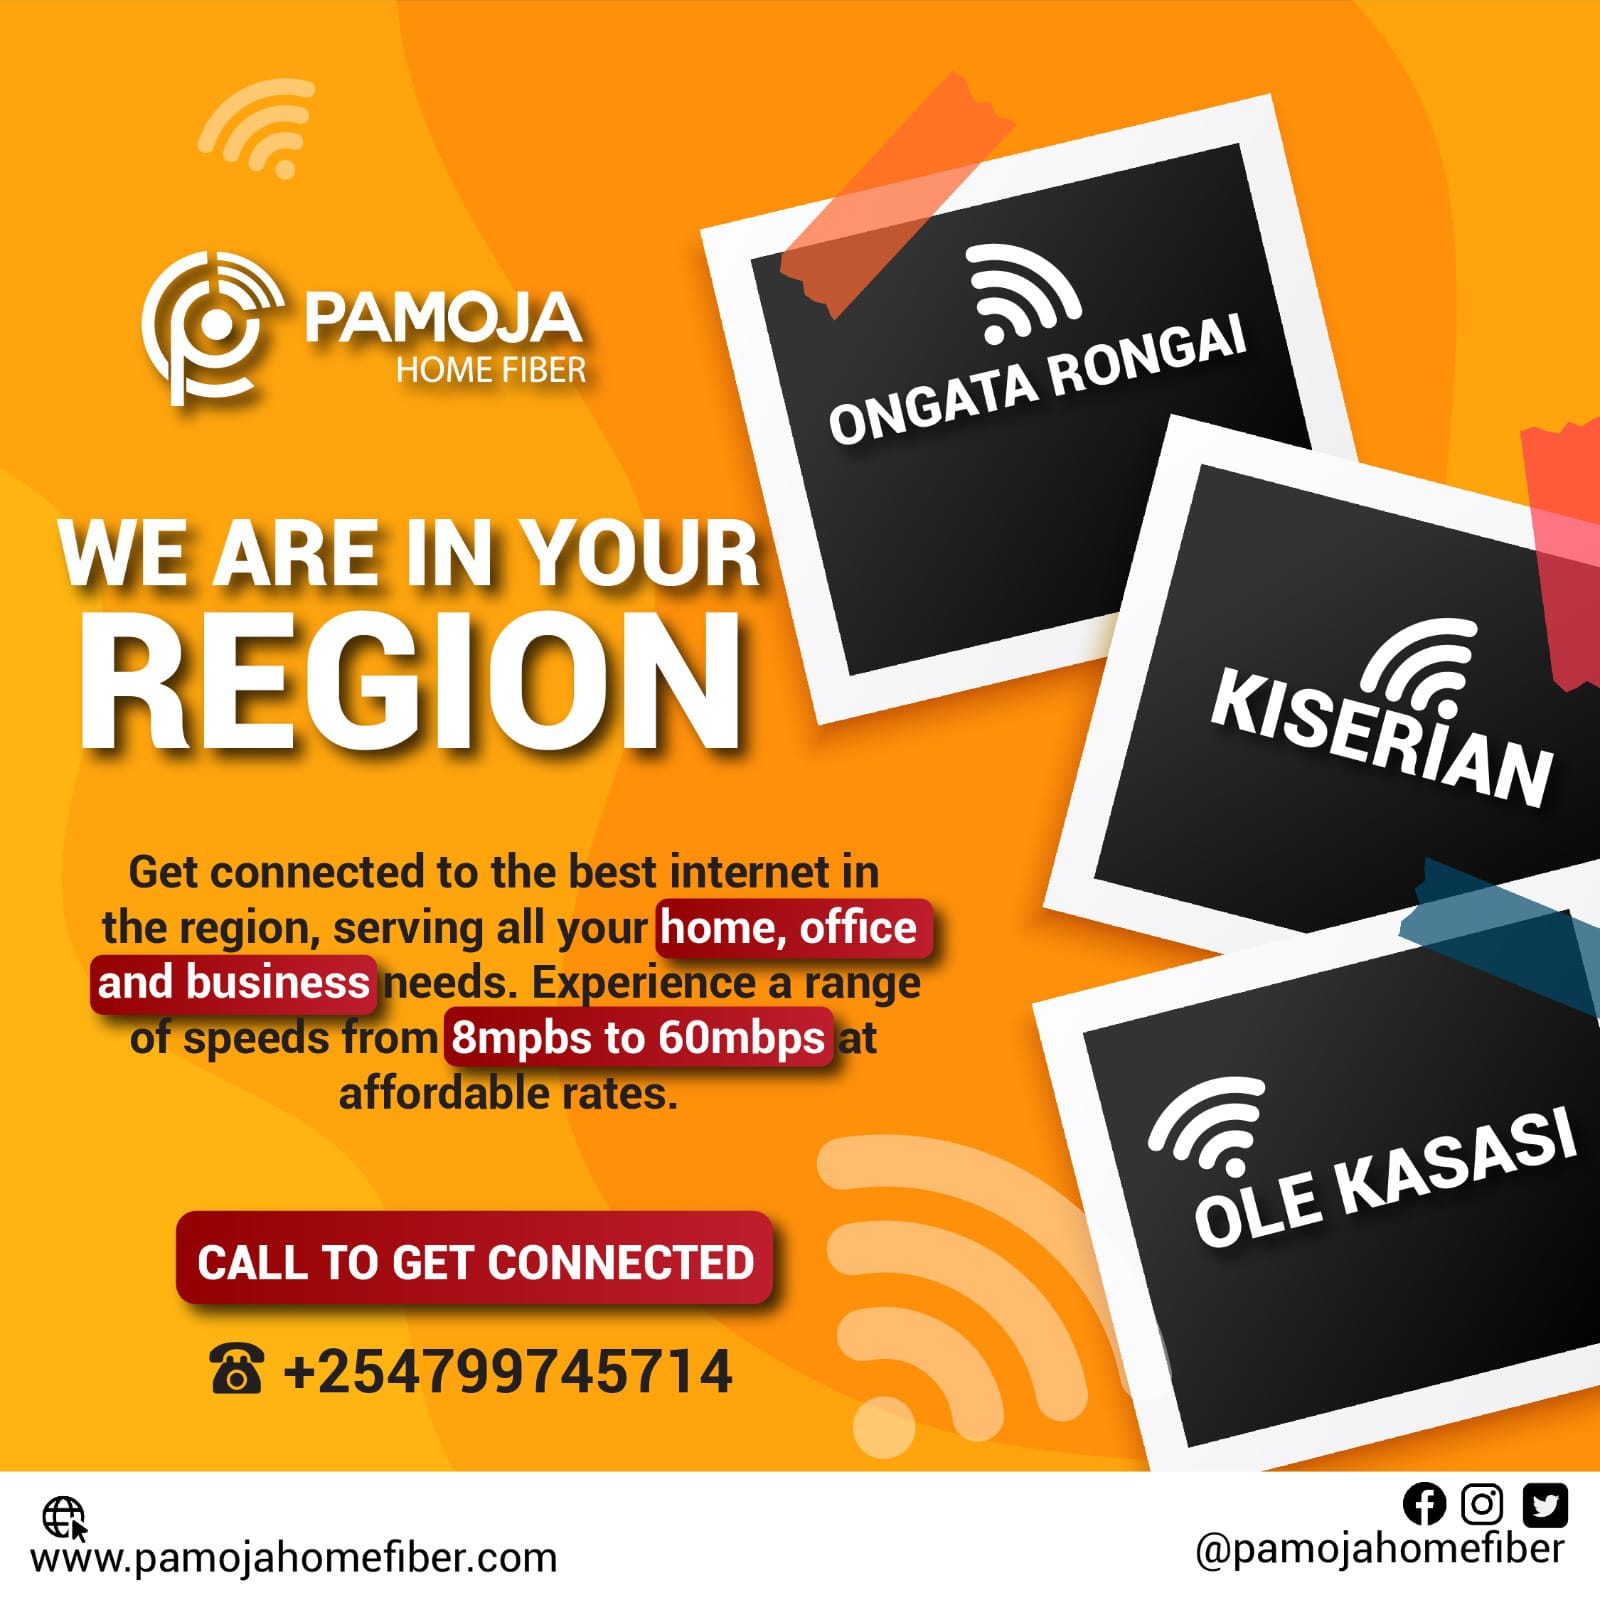 PAMOJA
HOME FIBER
WE ARE IN YOUR
REGION
Get connected to the best internet in
the region, serving all your home, office
and business needs. Experience a range
of speeds from 8mpbs to 60mbps at
affordable rates.
CALL TO GET CONNECTED
+254799745714
ONGATA RONGAI
KISERIAN
OLE KASASI
www.pamojahomefiber.com
@pamojahomefiber